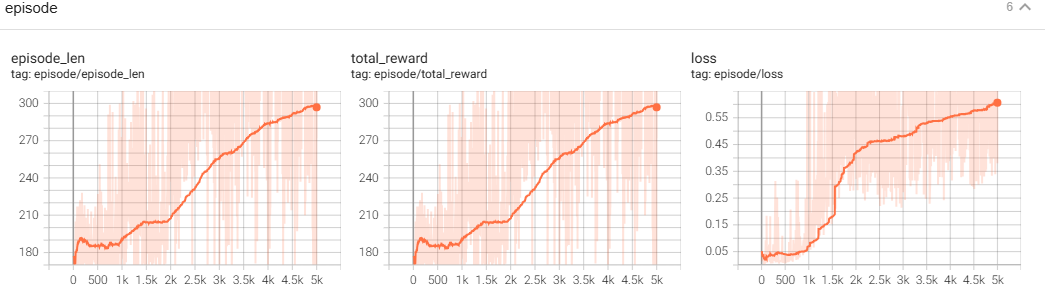 episode
6
episode_len
tag: episode/episode_len
300
270
240
210
180
0 500 1k 1.5k 2k 2.5k 3k 3.5k 4k 4.5k 5k
total_reward
tag: episode/total_reward
300
270
240
210
180
0 500 1k 1.5k 2k 2.5k 3k 3.5k 4k 4.5k 5k
loss
tag: episode/loss
0.55
0.45
0.35
0.25
0.15
0.05
0 500 1k 1.5k 2k 2.5k 3k 3.5k 4k 4.5k 5k